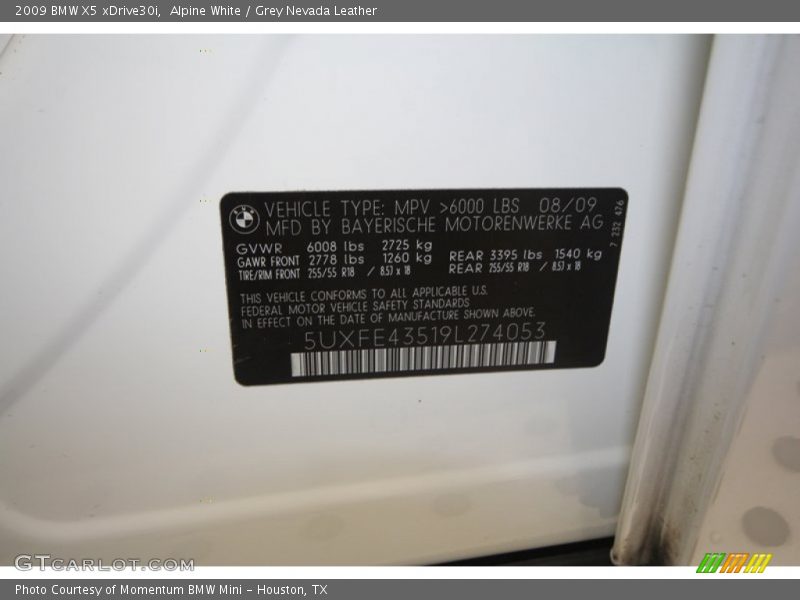 2009 BMW X5 xDrive30i, Alpine White / Grey Nevada Leather
BMW
VEHICLE TYPE: MPV >6000 LBS 08/09
MFD BY BAYERISCHE MOTORENWERKE AG
GVWR 6008 lbs 2725 kg
GAWR FRONT 2778 lbs 1260 kg REAR 3395 lbs 1540 kg
TIRE/RIM FRONT 255/55 R18 / 8.5J x 18 REAR 255/55 R18 / 8.5J x 18
THIS VEHICLE CONFORMS TO ALL APPLICABLE U.S.
FEDERAL MOTOR VEHICLE SAFETY STANDARDS
IN EFFECT ON THE DATE OF MANUFACTURE SHOWN ABOVE.
5UXFE43519L274053
7 232 476
GTCARLOT.COM
Photo Courtesy of Momentum BMW Mini - Houston, TX